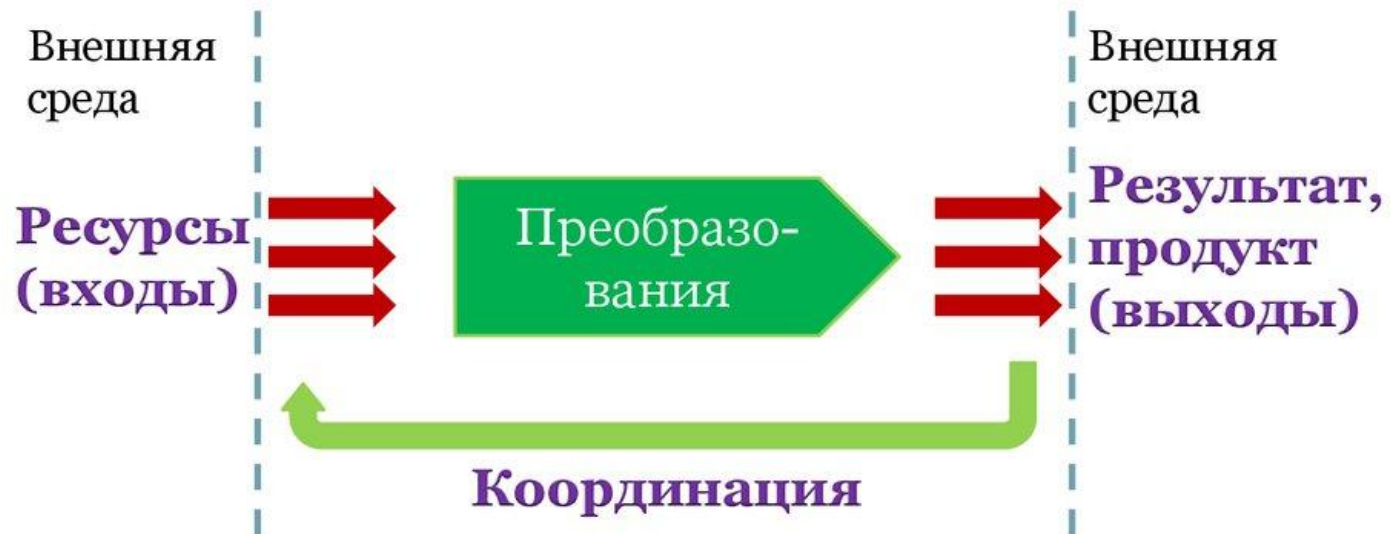 Внешняя
среда
Ресурсы
(входы)
Преобразо-
вания
Внешняя
среда
Результат,
продукт
(выходы)
Координация